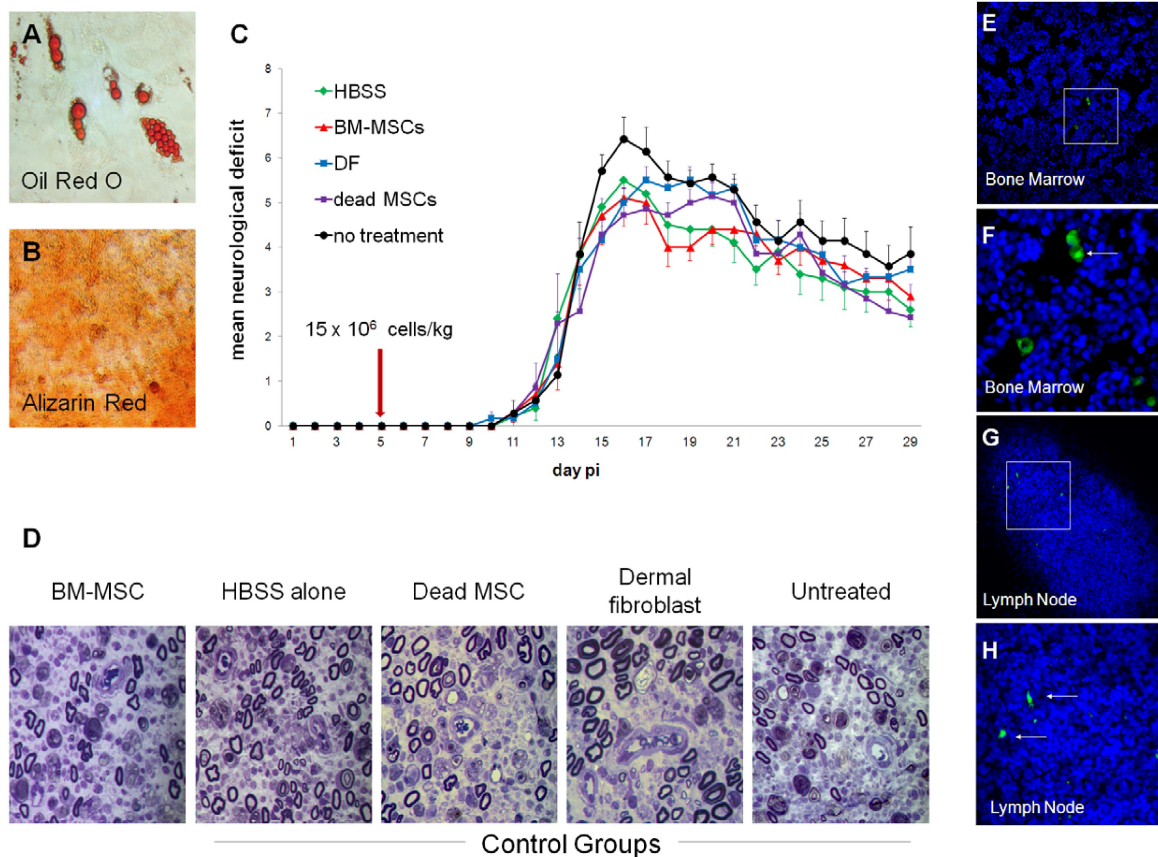 A
Oil Red O
B
Alizarin Red
C
8
7
6
5
4
3
2
1
0
mean neurological deficit
HBSS
BM-MSCs
DF
dead MSCs
no treatment
15 x 10⁶ cells/kg
1 3 5 7 9 11 13 15 17 19 21 23 25 27 29
day pi
D
BM-MSC
HBSS alone
Dead MSC
Dermal
fibroblast
Untreated
Control Groups
E
Bone Marrow
F
Bone Marrow
G
Lymph Node
H
Lymph Node